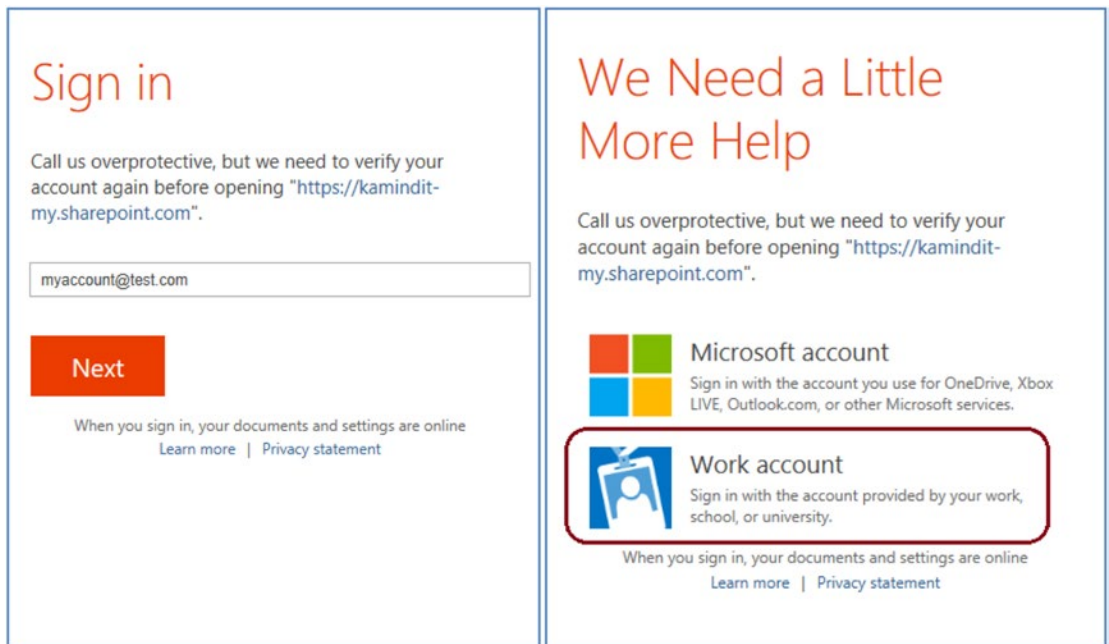 Sign in
Call us overprotective, but we need to verify your
account again before opening "https://kamindit-
my.sharepoint.com".
myaccount@test.com
Next
When you sign in, your documents and settings are online
Learn more | Privacy statement
We Need a Little
More Help
Call us overprotective, but we need to verify your
account again before opening "https://kamindit-
my.sharepoint.com".
Microsoft account
Sign in with the account you use for OneDrive, Xbox
LIVE, Outlook.com, or other Microsoft services.
Work account
Sign in with the account provided by your work,
school, or university.
When you sign in, your documents and settings are online
Learn more | Privacy statement